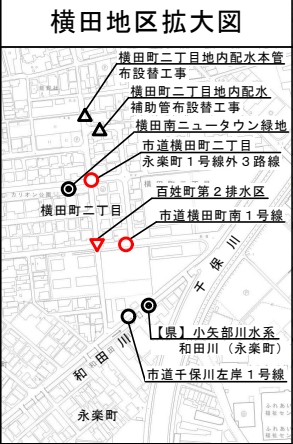 横田地区拡大図
横田町二丁目地内配水本管
布設替工事
横田町二丁目地内配水
補助管布設替工事
横田南ニュータウン緑地
市道横田町二丁目
永楽町1号線外3路線
横田町二丁目
百姓町第2排水区
市道横田町南1号線
千保川
【県】小矢部川水系
和田川(永楽町)
和田川
市道千保川左岸1号線
永楽町